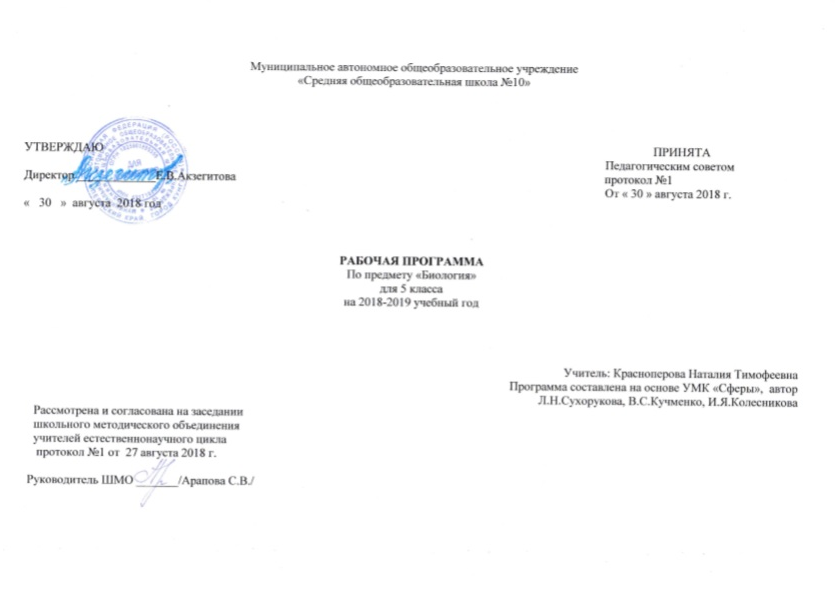 Муниципальное автономное общеобразовательное учреждение
«Средняя общеобразовательная школа №10»
УТВЕРЖДАЮ
Директор ____________ Е.В.Акзегитова
« 30 » августа 2018 год
ПРИНЯТА
Педагогическим советом
протокол №1
От « 30 » августа 2018 г.
РАБОЧАЯ ПРОГРАММА
По предмету «Биология»
для 5 класса
на 2018-2019 учебный год
Учитель: Красноперова Наталия Тимофеевна
Программа составлена на основе УМК «Сферы», автор
Л.Н.Сухорукова, В.С.Кучменко, И.Я.Колесникова
Рассмотрена и согласована на заседании
школьного методического объединения
учителей естественнонаучного цикла
протокол №1 от 27 августа 2018 г.
Руководитель ШМО _______/Арапова С.В./